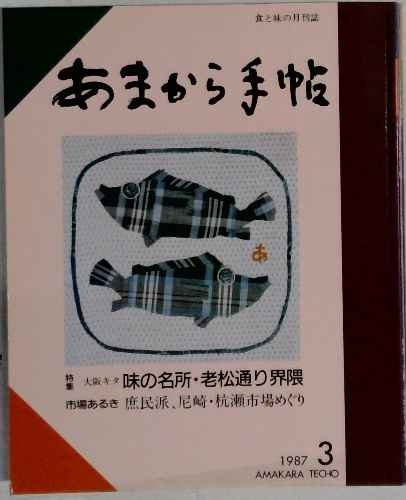 食と味の月刊誌
あまから手帖
あ
特集 大阪キタ 味の名所・老松通り界隈
市場あるき 庶民派、尼崎・杭瀬市場めぐり
1987 3
AMAKARA TECHO